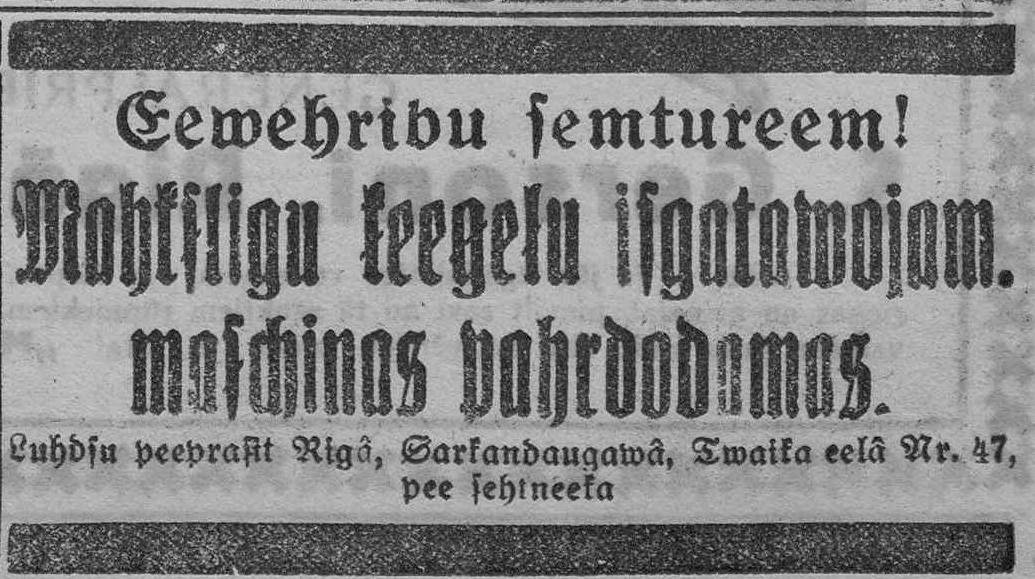 Eewehribu semtureem!
Mahkſligu keegelu iſgatawojam.
maſchinas pahrdodamas.
Luhdſu peepraſit Rigâ, Sarkandaugawâ, Twaika eelâ Nr. 47,
pee ſehtneeka